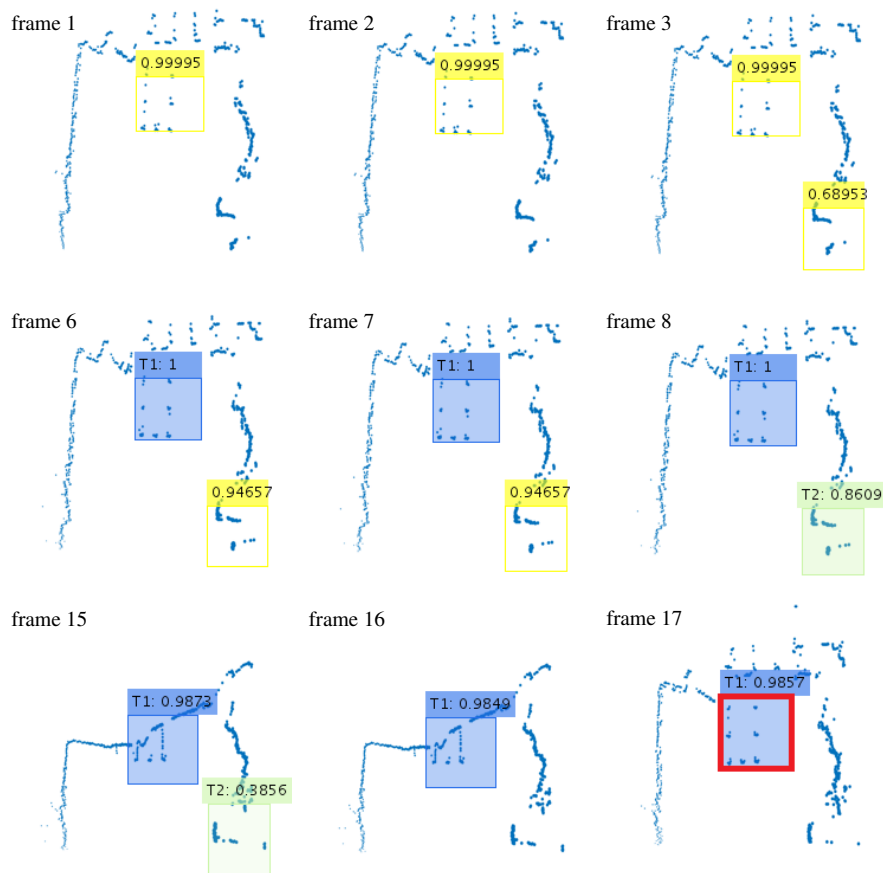 frame 1
0.99995
frame 2
0.99995
frame 3
0.99995
0.68953
frame 6
T1: 1
0.94657
frame 7
T1: 1
0.94657
frame 8
T1: 1
T2: 0.8609
frame 15
T1: 0.9873
T2: 0.3856
frame 16
T1: 0.9849
frame 17
T1: 0.9857